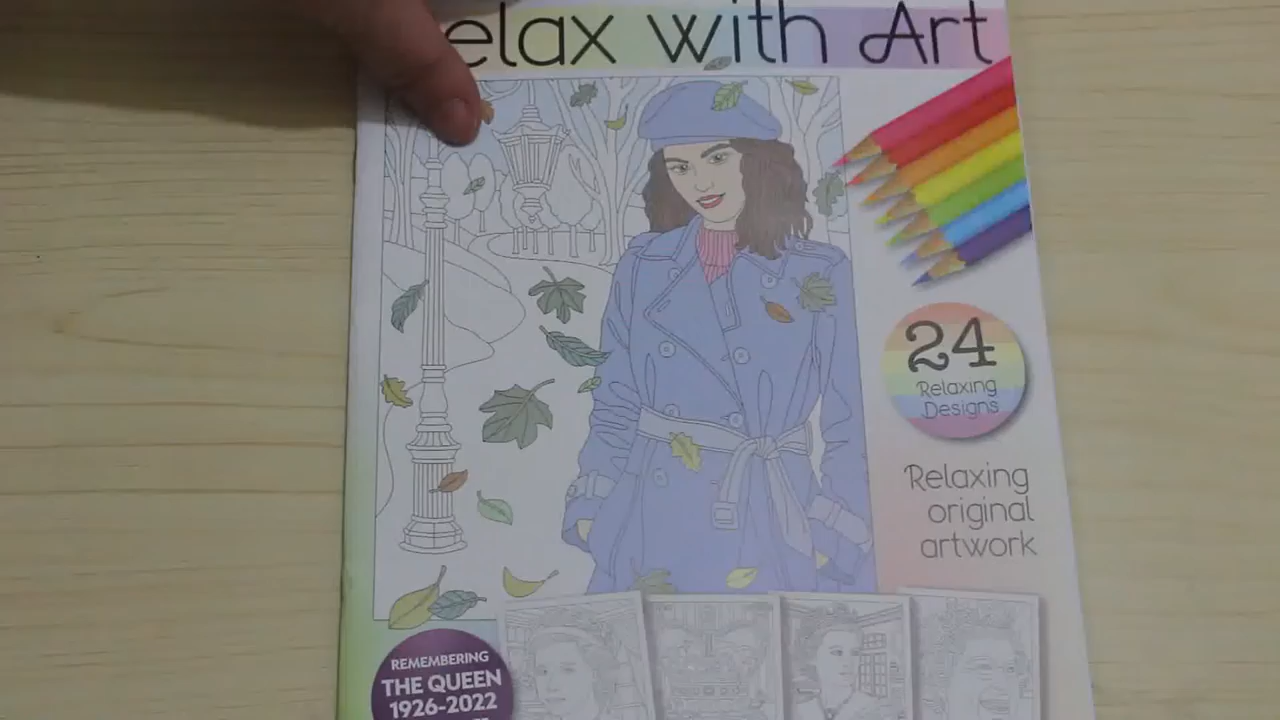 elax with Art
24
Relaxing
Designs
Relaxing
original
artwork
REMEMBERING
THE QUEEN
1926-2022